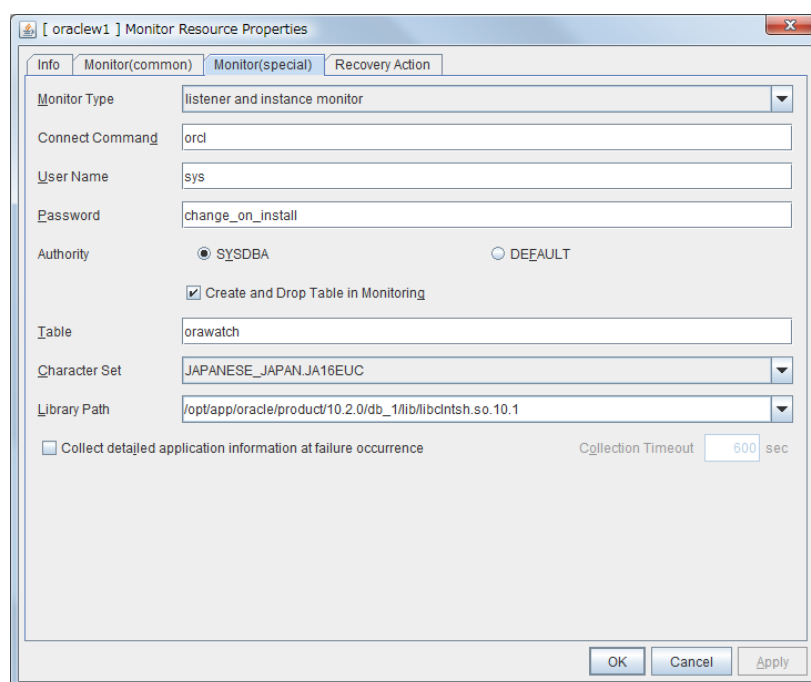 [ oraclew1 ] Monitor Resource Properties
Info Monitor(common) Monitor(special) Recovery Action
Monitor Type listener and instance monitor
Connect Command orcl
User Name sys
Password change_on_install
Authority SYSDBA DEFAULT
Create and Drop Table in Monitoring
Table orawatch
Character Set JAPANESE_JAPAN.JA16EUC
Library Path /opt/app/oracle/product/10.2.0/db_1/lib/libclntsh.so.10.1
Collect detailed application information at failure occurrence Collection Timeout 600 sec
OK Cancel Apply